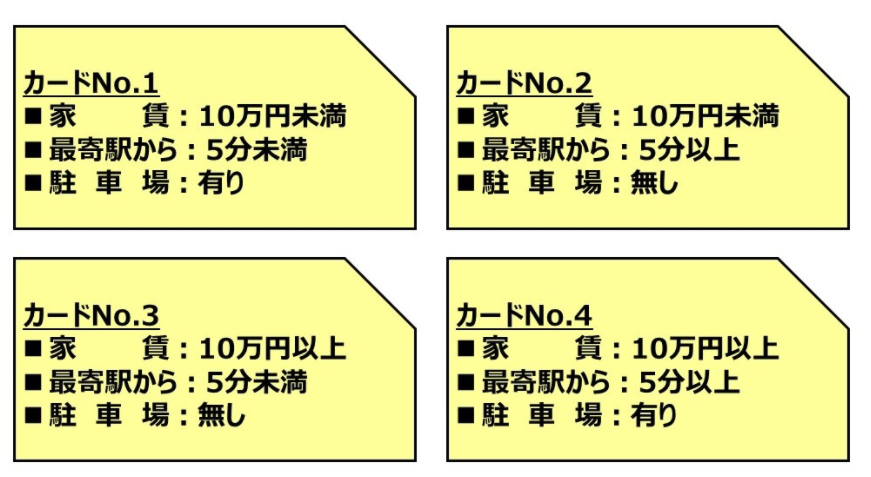 カードNo.1
■家　　賃：10万円未満
■最寄駅から：5分未満
■駐 車 場：有り
カードNo.2
■家　　賃：10万円未満
■最寄駅から：5分以上
■駐 車 場：無し
カードNo.3
■家　　賃：10万円以上
■最寄駅から：5分未満
■駐 車 場：無し
カードNo.4
■家　　賃：10万円以上
■最寄駅から：5分以上
■駐 車 場：有り